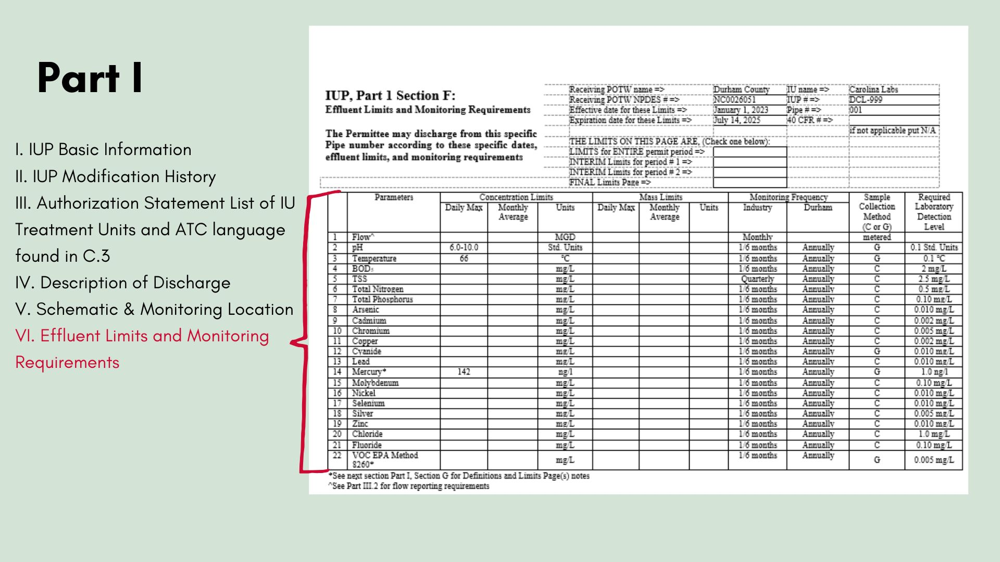 Part I
I. IUP Basic Information
II. IUP Modification History
III. Authorization Statement List of IU
Treatment Units and ATC language
found in C.3
IV. Description of Discharge
V. Schematic & Monitoring Location
VI. Effluent Limits and Monitoring
Requirements
IUP, Part 1 Section F:
Effluent Limits and Monitoring Requirements
The Permittee may discharge from this specific
Pipe number according to these specific dates,
effluent limits, and monitoring requirements
Receiving POTW name => Durham County IU name => Carolina Labs
Receiving POTW NPDES # => NC0026051 IUP # => DCL-999
Effective date for these Limits => January 1, 2023 Pipe # => 001
Expiration date for these Limits => July 14, 2025 40 CFR # =>
if not applicable put N/A
THE LIMITS ON THIS PAGE ARE, (Check one below):
LIMITS for ENTIRE permit period =>
INTERIM Limits for period # 1 =>
INTERIM Limits for period # 2 =>
FINAL Limits Page =>
Parameters Concentration Limits Mass Limits Monitoring Frequency Sample Required
Daily Max Monthly Units Daily Max Monthly Units Industry Durham Collection Laboratory
Average Average Method Detection
(C or G) Level
1 Flow^ MGD Monthly metered
2 pH 6.0-10.0 Std. Units 1/6 months Annually G 0.1 Std. Units
3 Temperature 66 °C 1/6 months Annually G 0.1 °C
4 BOD₅ mg/L 1/6 months Annually C 2 mg/L
5 TSS mg/L Quarterly Annually C 2.5 mg/L
6 Total Nitrogen mg/L 1/6 months Annually C 0.5 mg/L
7 Total Phosphorus mg/L 1/6 months Annually C 0.10 mg/L
8 Arsenic mg/L 1/6 months Annually C 0.010 mg/L
9 Cadmium mg/L 1/6 months Annually C 0.002 mg/L
10 Chromium mg/L 1/6 months Annually C 0.005 mg/L
11 Copper mg/L 1/6 months Annually C 0.002 mg/L
12 Cyanide mg/L 1/6 months Annually G 0.010 mg/L
13 Lead mg/L 1/6 months Annually C 0.010 mg/L
14 Mercury* 142 ng/l 1/6 months Annually G 1.0 ng/l
15 Molybdenum mg/L 1/6 months Annually C 0.10 mg/L
16 Nickel mg/L 1/6 months Annually C 0.010 mg/L
17 Selenium mg/L 1/6 months Annually C 0.010 mg/L
18 Silver mg/L 1/6 months Annually C 0.005 mg/L
19 Zinc mg/L 1/6 months Annually C 0.010 mg/L
20 Chloride mg/L 1/6 months Annually C 1.0 mg/L
21 Fluoride mg/L 1/6 months Annually C 0.10 mg/L
22 VOC EPA Method mg/L 1/6 months Annually G 0.005 mg/L
8260*
*See next section Part I, Section G for Definitions and Limits Page(s) notes
^See Part III.2 for flow reporting requirements